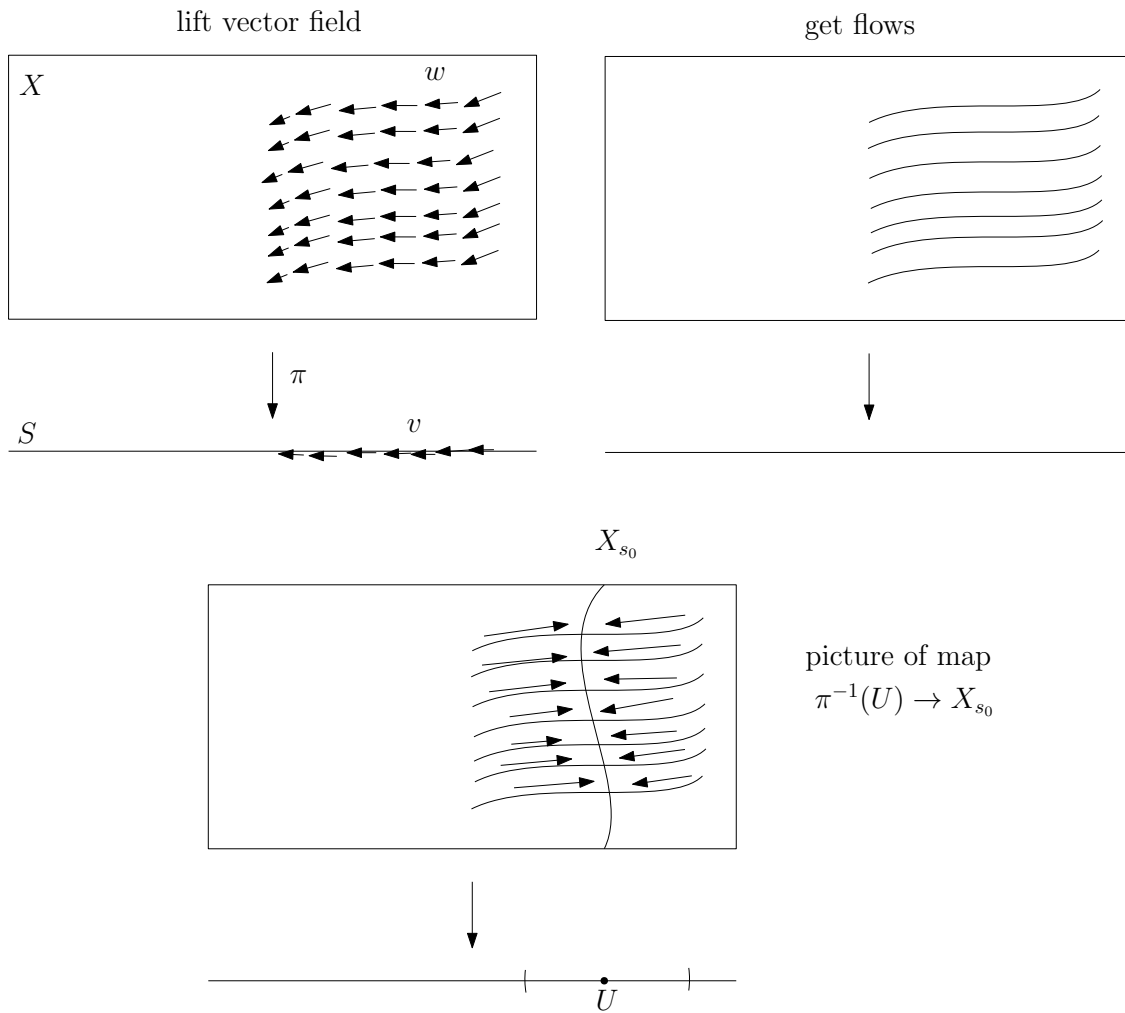 lift vector field
get flows
X
w
π
S
v
X_{s_0}
picture of map
π^{-1}(U) → X_{s_0}
U